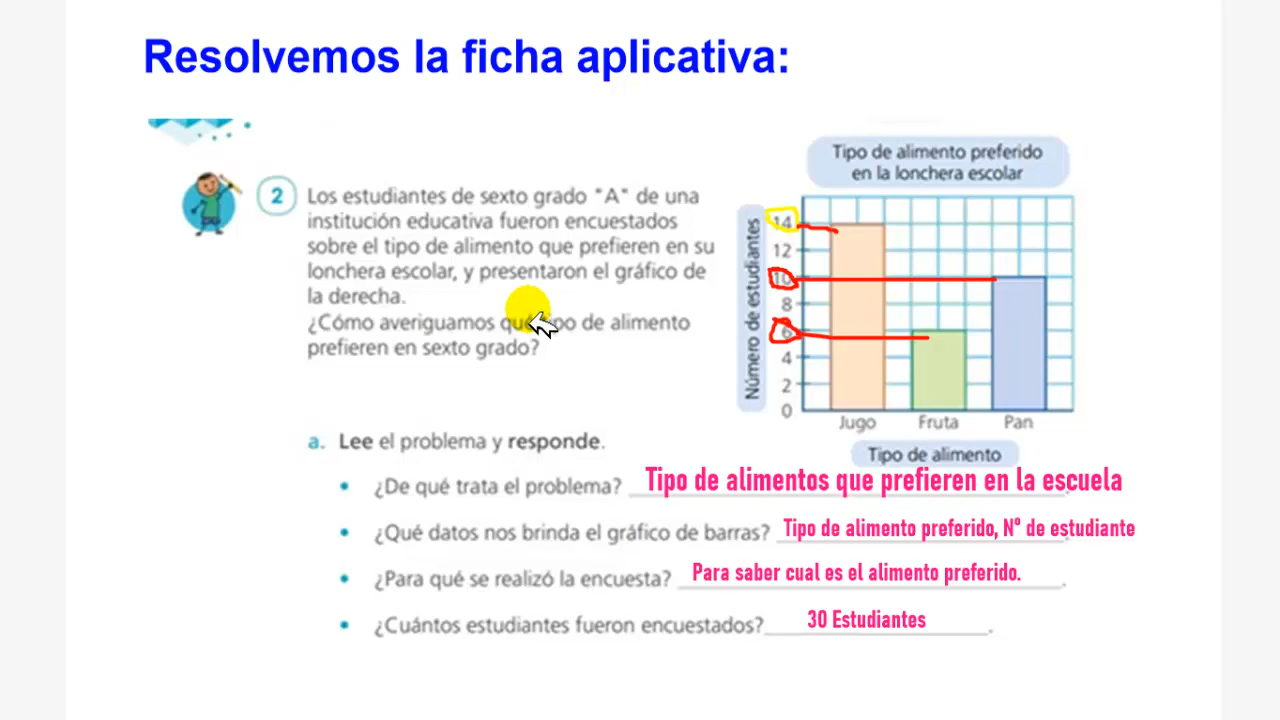 Resolvemos la ficha aplicativa:
2
Los estudiantes de sexto grado "A" de una
institución educativa fueron encuestados
sobre el tipo de alimento que prefieren en su
lonchera escolar, y presentaron el gráfico de
la derecha.
¿Cómo averiguamos qué tipo de alimento
prefieren en sexto grado?
Tipo de alimento preferido
en la lonchera escolar
Número de estudiantes
14
12
10
8
6
4
2
0
Jugo Fruta Pan
Tipo de alimento
a. Lee el problema y responde.
• ¿De qué trata el problema? Tipo de alimentos que prefieren en la escuela.
• ¿Qué datos nos brinda el gráfico de barras? Tipo de alimento preferido, Nº de estudiante.
• ¿Para qué se realizó la encuesta? Para saber cual es el alimento preferido. .
• ¿Cuántos estudiantes fueron encuestados? 30 Estudiantes .